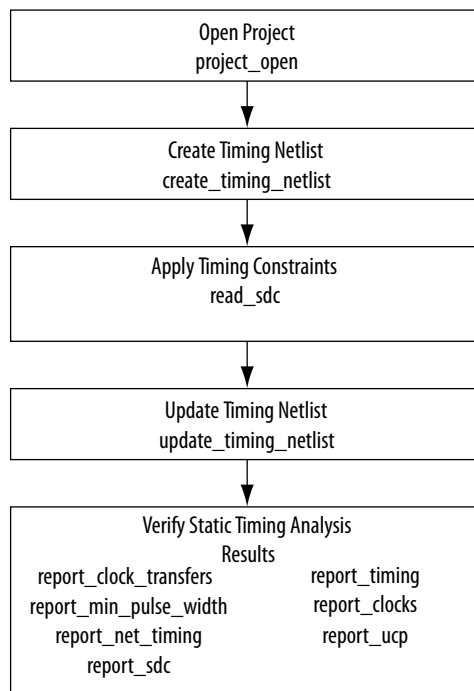 Open Project
project_open
Create Timing Netlist
create_timing_netlist
Apply Timing Constraints
read_sdc
Update Timing Netlist
update_timing_netlist
Verify Static Timing Analysis
Results
report_clock_transfers
report_min_pulse_width
report_net_timing
report_sdc
report_timing
report_clocks
report_ucp